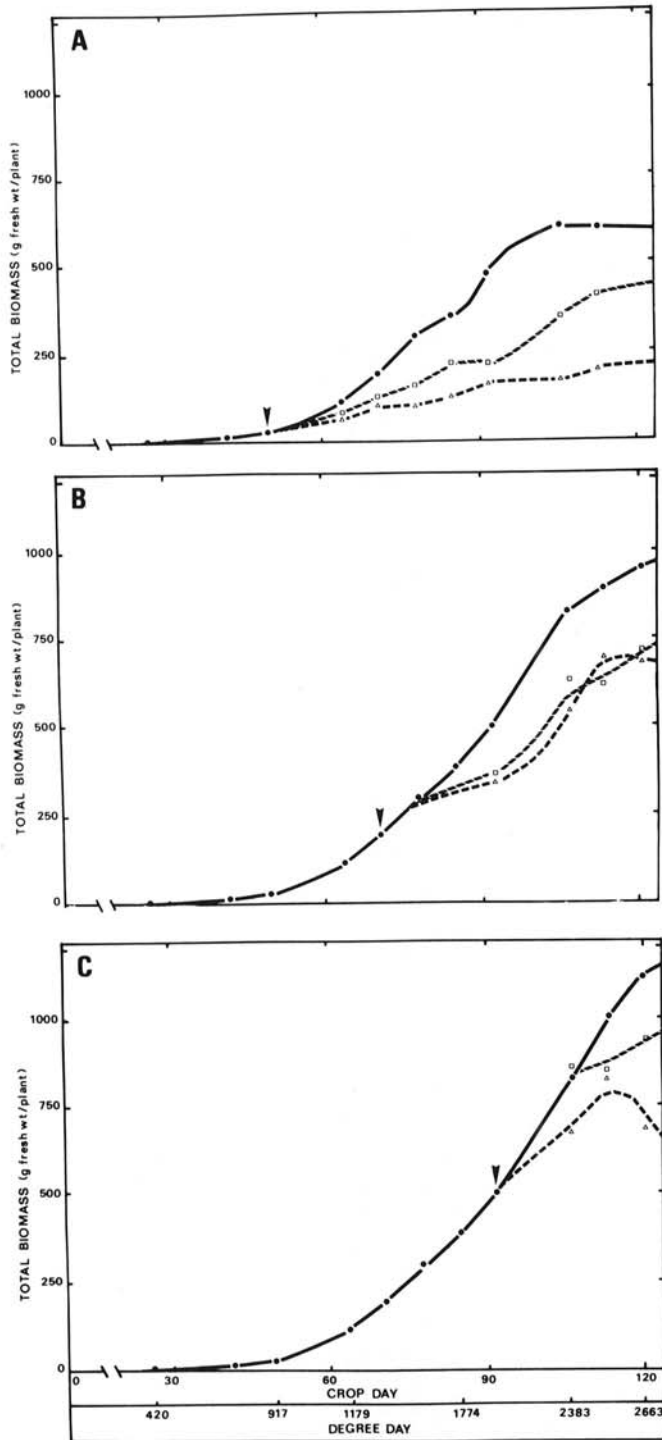 A
1000
750
500
250
0
TOTAL BIOMASS (g fresh wt/plant)
B
1000
750
500
250
0
TOTAL BIOMASS (g fresh wt/plant)
C
1000
750
500
250
0
TOTAL BIOMASS (g fresh wt/plant)
0 30 60 90 120
CROP DAY
420 917 1179 1774 2383 2663
DEGREE DAY